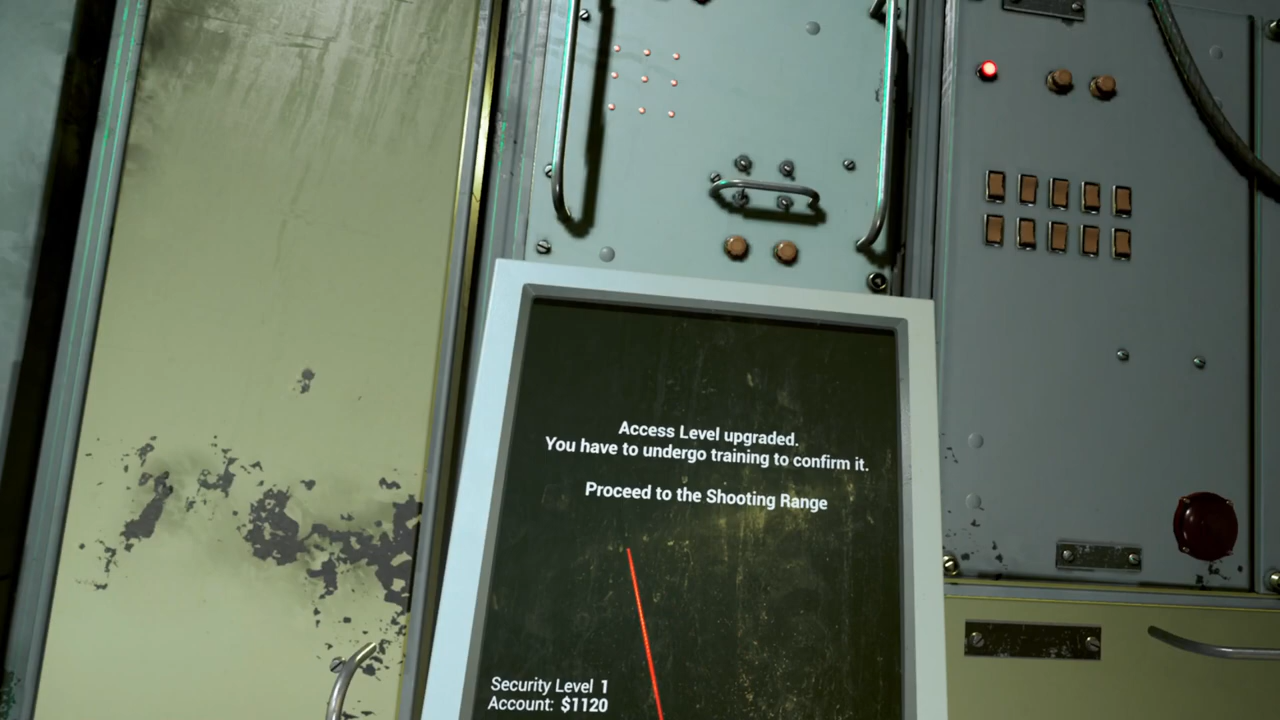 Access Level upgraded.
You have to undergo training to confirm it.
Proceed to the Shooting Range
Security Level 1
Account: $1120